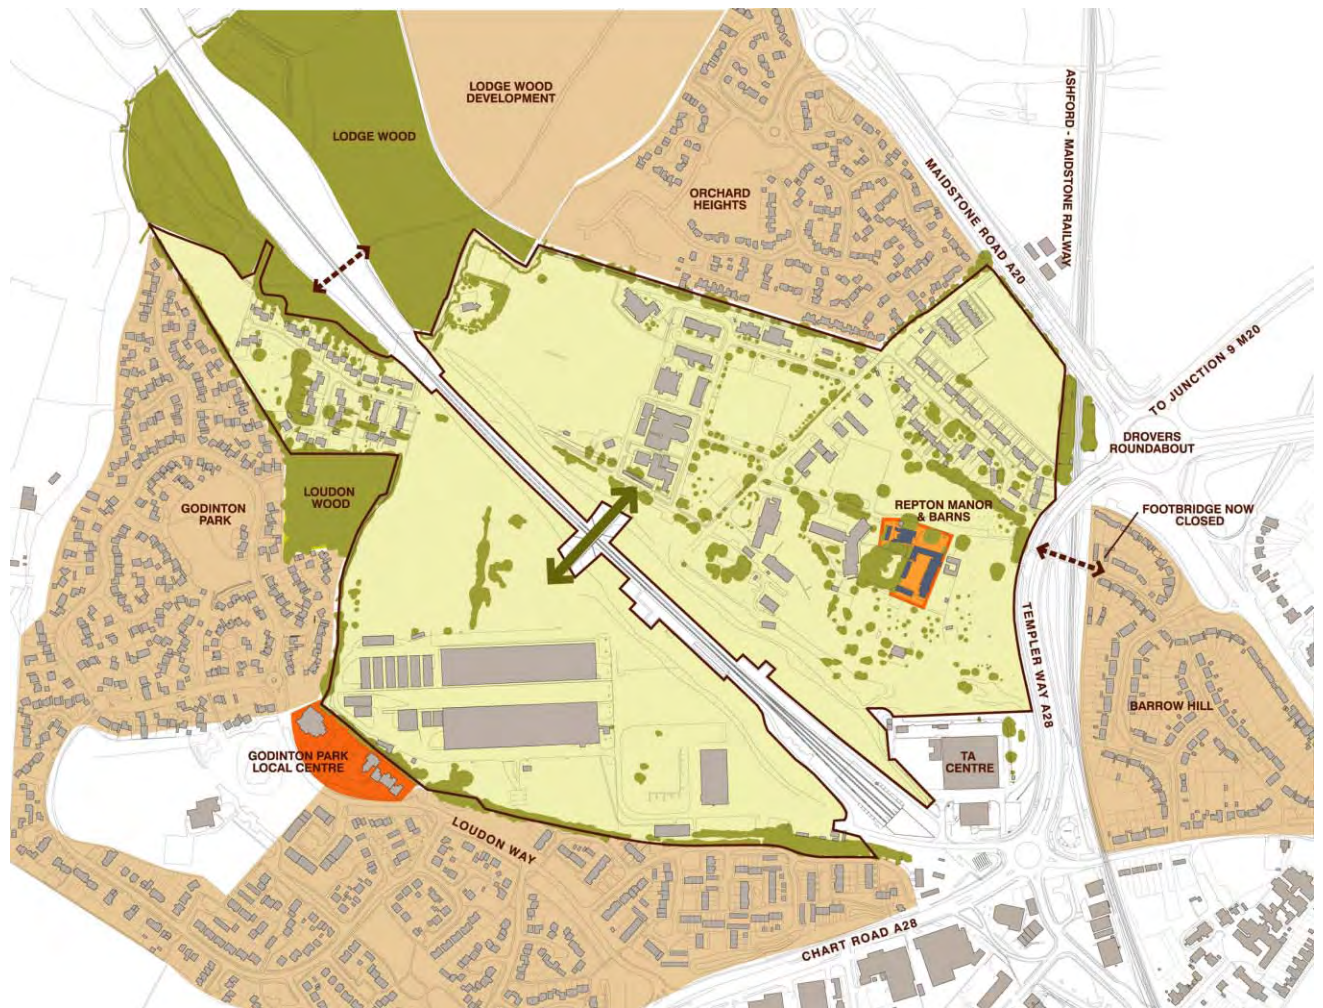 LODGE WOOD
DEVELOPMENT
LODGE WOOD
ORCHARD
HEIGHTS
MAIDSTONE ROAD A20
ASHFORD - MAIDSTONE RAILWAY
TO JUNCTION 9 M20
DROVERS
ROUNDABOUT
GODINTON
PARK
LOUDON
WOOD
REPTON MANOR
& BARNS
FOOTBRIDGE NOW
CLOSED
TEMPLER WAY A28
BARROW HILL
GODINTON PARK
LOCAL CENTRE
TA
CENTRE
LOUDON WAY
CHART ROAD A28